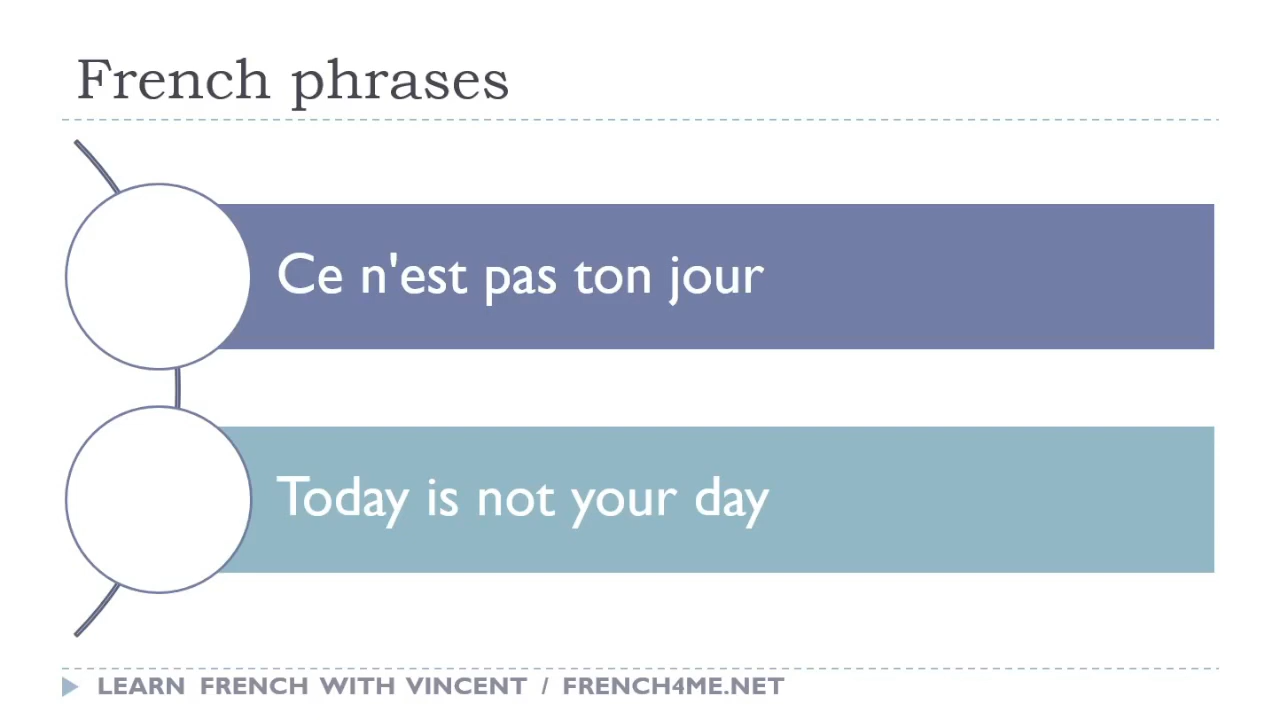 French phrases
Ce n'est pas ton jour
Today is not your day
LEARN FRENCH WITH VINCENT / FRENCH4ME.NET